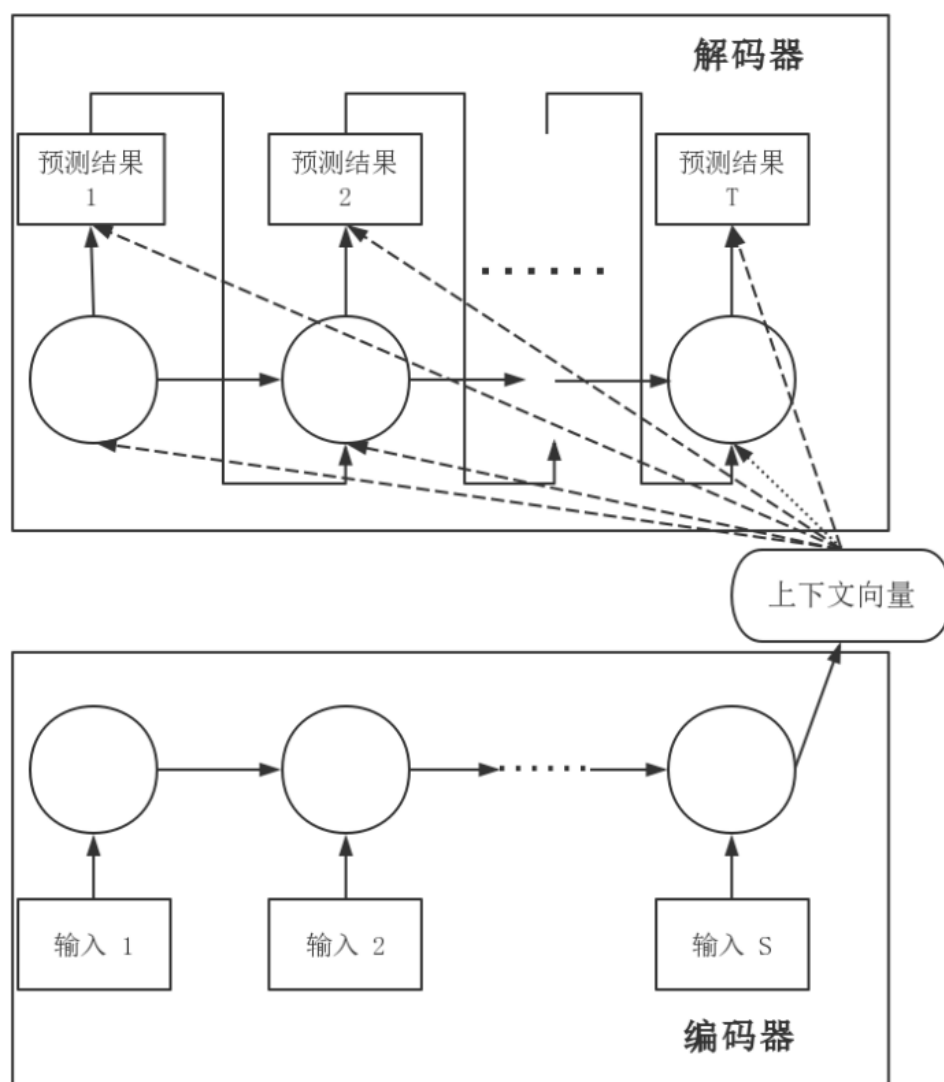 解码器
预测结果
1
预测结果
2
预测结果
T
......
上下文向量
......
输入 1
输入 2
输入 S
编码器